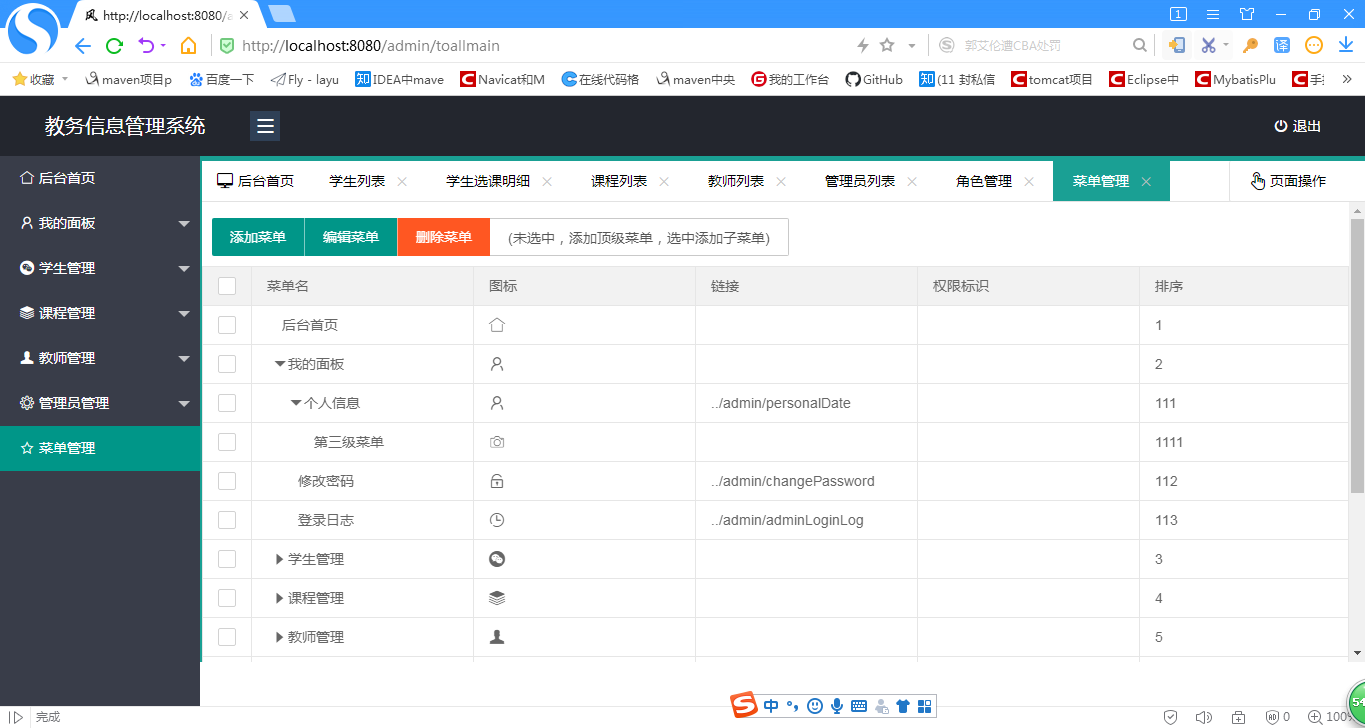 http://localhost:8080/a
1
http://localhost:8080/admin/toallmain
郭艾伦遭CBA处罚
译
收藏 maven项目p 百度一下 Fly - layu 知 IDEA中mave C Navicat和M C 在线代码格 maven中央 G 我的工作台 GitHub 知 (11 封私信 C tomcat项目 C Eclipse中 C MybatisPlu C
教务信息管理系统
退出
后台首页
我的面板
学生管理
课程管理
教师管理
管理员管理
菜单管理
后台首页 学生列表 学生选课明细 课程列表 教师列表 管理员列表 角色管理 菜单管理 页面操作
添加菜单 编辑菜单 删除菜单 (未选中，添加顶级菜单，选中添加子菜单)
菜单名 图标 链接 权限标识 排序
后台首页 1
我的面板 2
个人信息 ../admin/personalDate 111
第三级菜单 1111
修改密码 ../admin/changePassword 112
登录日志 ../admin/adminLoginLog 113
学生管理 3
课程管理 4
教师管理 5
S 中
完成
0
100%